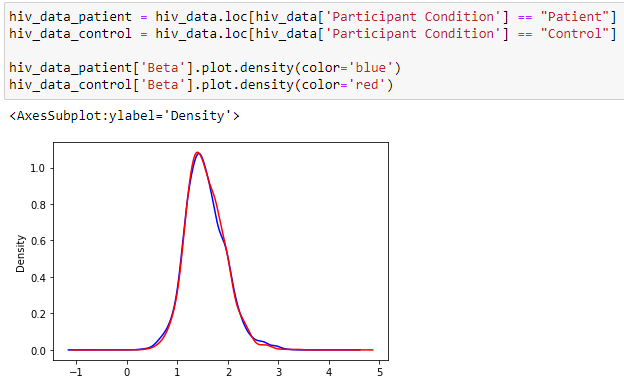 hiv_data_patient = hiv_data.loc[hiv_data['Participant Condition'] == "Patient"]
hiv_data_control = hiv_data.loc[hiv_data['Participant Condition'] == "Control"]
hiv_data_patient['Beta'].plot.density(color='blue')
hiv_data_control['Beta'].plot.density(color='red')
<AxesSubplot:ylabel='Density'>
Density
1.0
0.8
0.6
0.4
0.2
0.0
−1 0 1 2 3 4 5